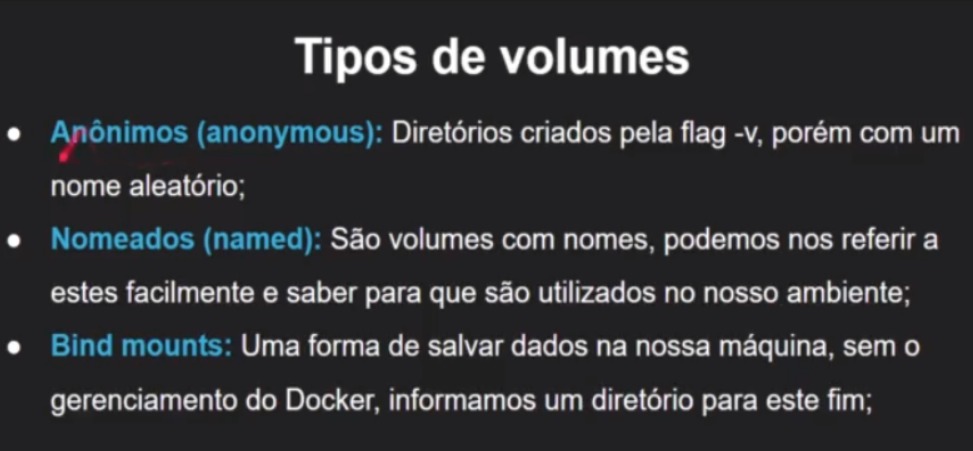 Tipos de volumes
● Anônimos (anonymous): Diretórios criados pela flag -v, porém com um
nome aleatório;
● Nomeados (named): São volumes com nomes, podemos nos referir a
estes facilmente e saber para que são utilizados no nosso ambiente;
● Bind mounts: Uma forma de salvar dados na nossa máquina, sem o
gerenciamento do Docker, informamos um diretório para este fim;